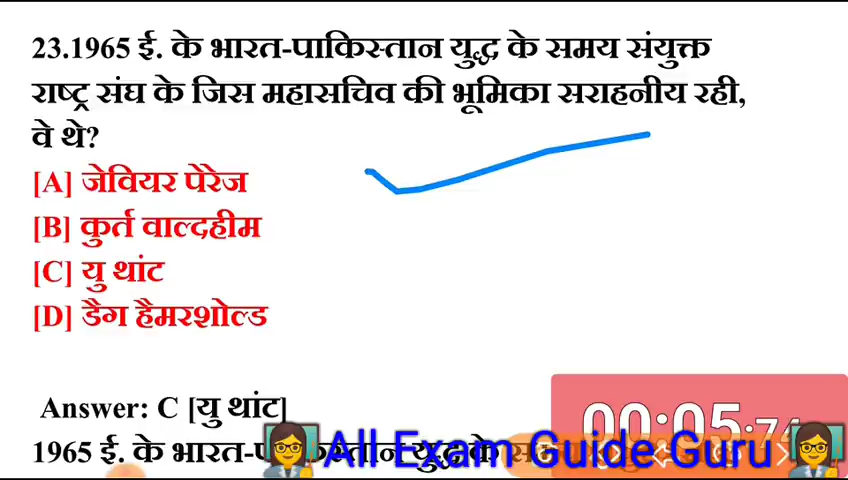 23.1965 ई. के भारत-पाकिस्तान युद्ध के समय संयुक्त
राष्ट्र संघ के जिस महासचिव की भूमिका सराहनीय रही,
वे थे?
[A] जेवियर पेरेज
[B] कुर्त वाल्दहीम
[C] यु थांट
[D] डैग हैमरशोल्ड
Answer: C [यु थांट]
00:05.74
1965 ई. के भारत-पाकिस्तान युद्ध के
All Exam Guide Guru